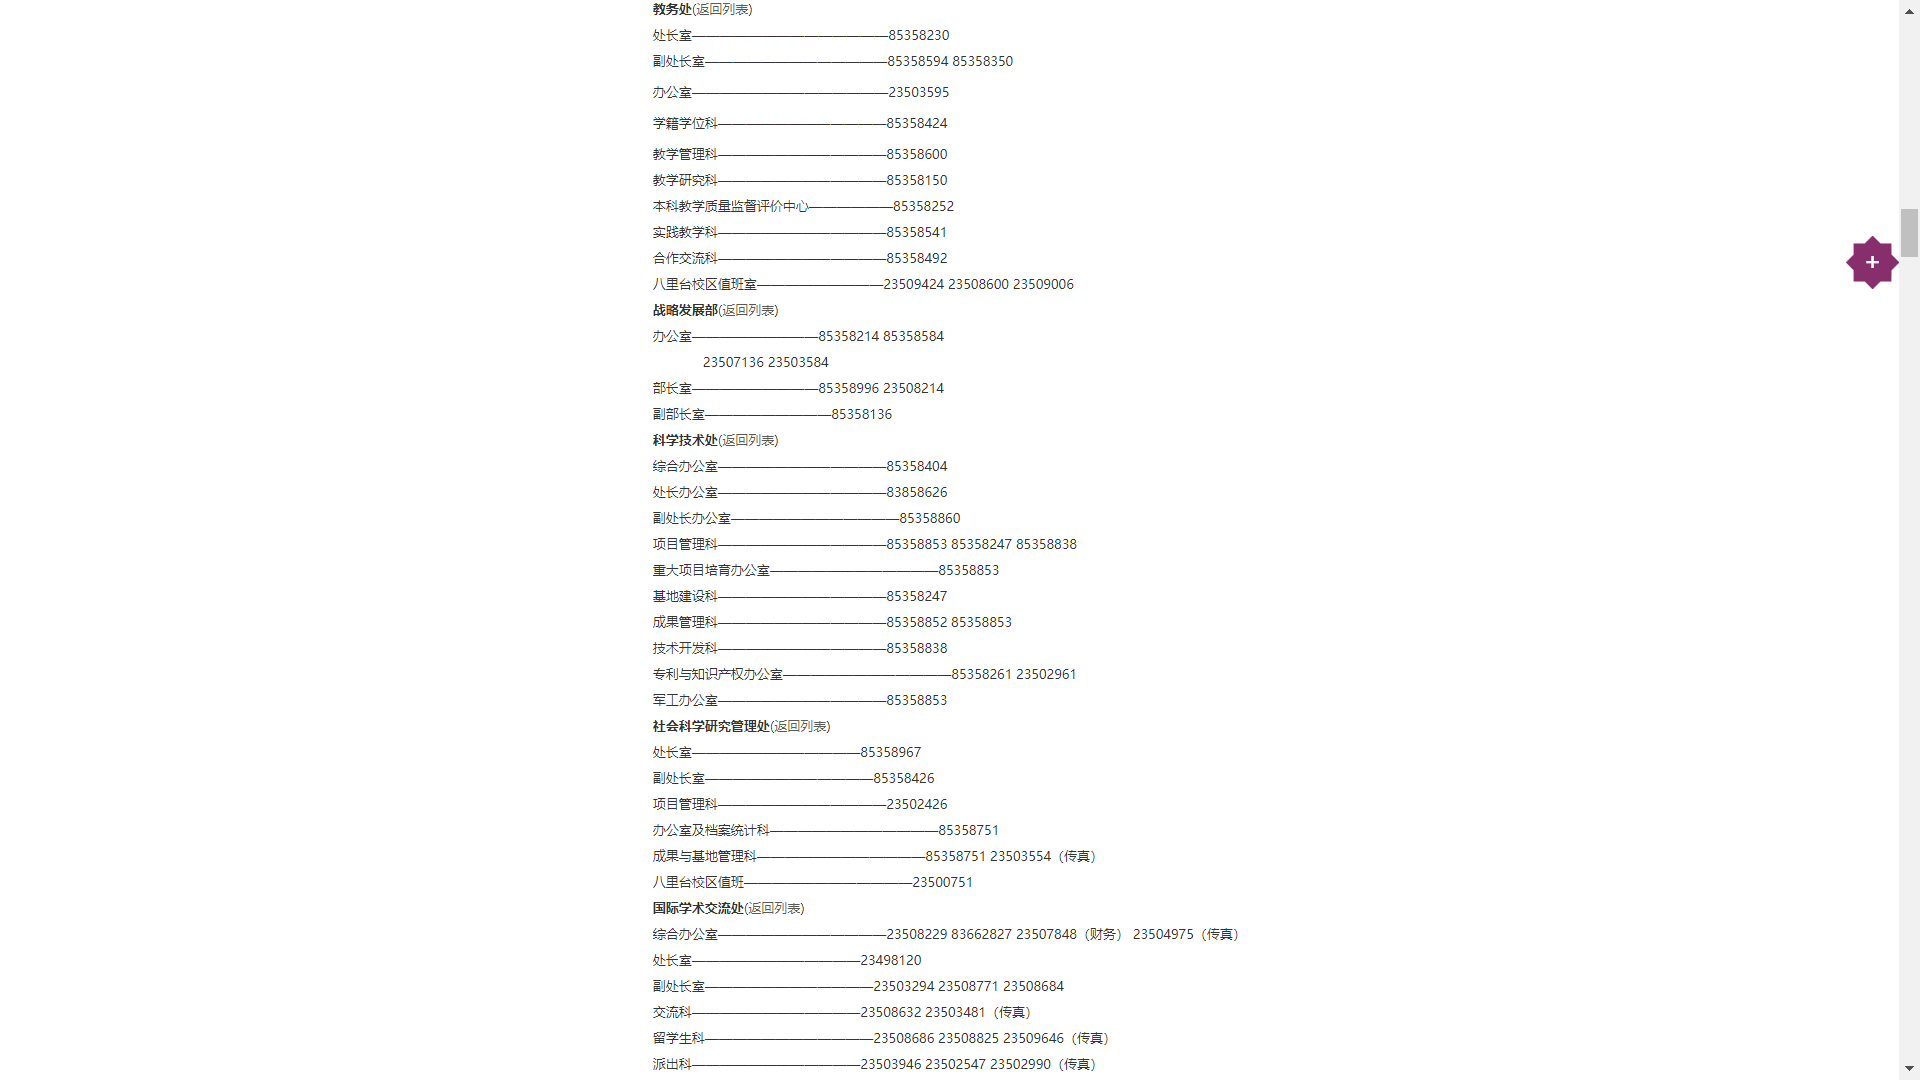 教务处(返回列表)
处长室——————————————85358230
副处长室—————————————85358594 85358350
办公室——————————————23503595
学籍学位科————————————85358424
教学管理科————————————85358600
教学研究科————————————85358150
本科教学质量监督评价中心——————85358252
实践教学科————————————85358541
合作交流科————————————85358492
八里台校区值班室—————————23509424 23508600 23509006
战略发展部(返回列表)
办公室—————————85358214 85358584
23507136 23503584
部长室—————————85358996 23508214
副部长室—————————85358136
科学技术处(返回列表)
综合办公室————————————85358404
处长办公室————————————83858626
副处长办公室————————————85358860
项目管理科————————————85358853 85358247 85358838
重大项目培育办公室————————————85358853
基地建设科————————————85358247
成果管理科————————————85358852 85358853
技术开发科————————————85358838
专利与知识产权办公室————————————85358261 23502961
军工办公室————————————85358853
社会科学研究管理处(返回列表)
处长室————————————85358967
副处长室————————————85358426
项目管理科————————————23502426
办公室及档案统计科————————————85358751
成果与基地管理科————————————85358751 23503554（传真）
八里台校区值班————————————23500751
国际学术交流处(返回列表)
综合办公室————————————23508229 83662827 23507848（财务） 23504975（传真）
处长室————————————23498120
副处长室————————————23503294 23508771 23508684
交流科————————————23508632 23503481（传真）
留学生科————————————23508686 23508825 23509646（传真）
派出科————————————23503946 23502547 23502990（传真）